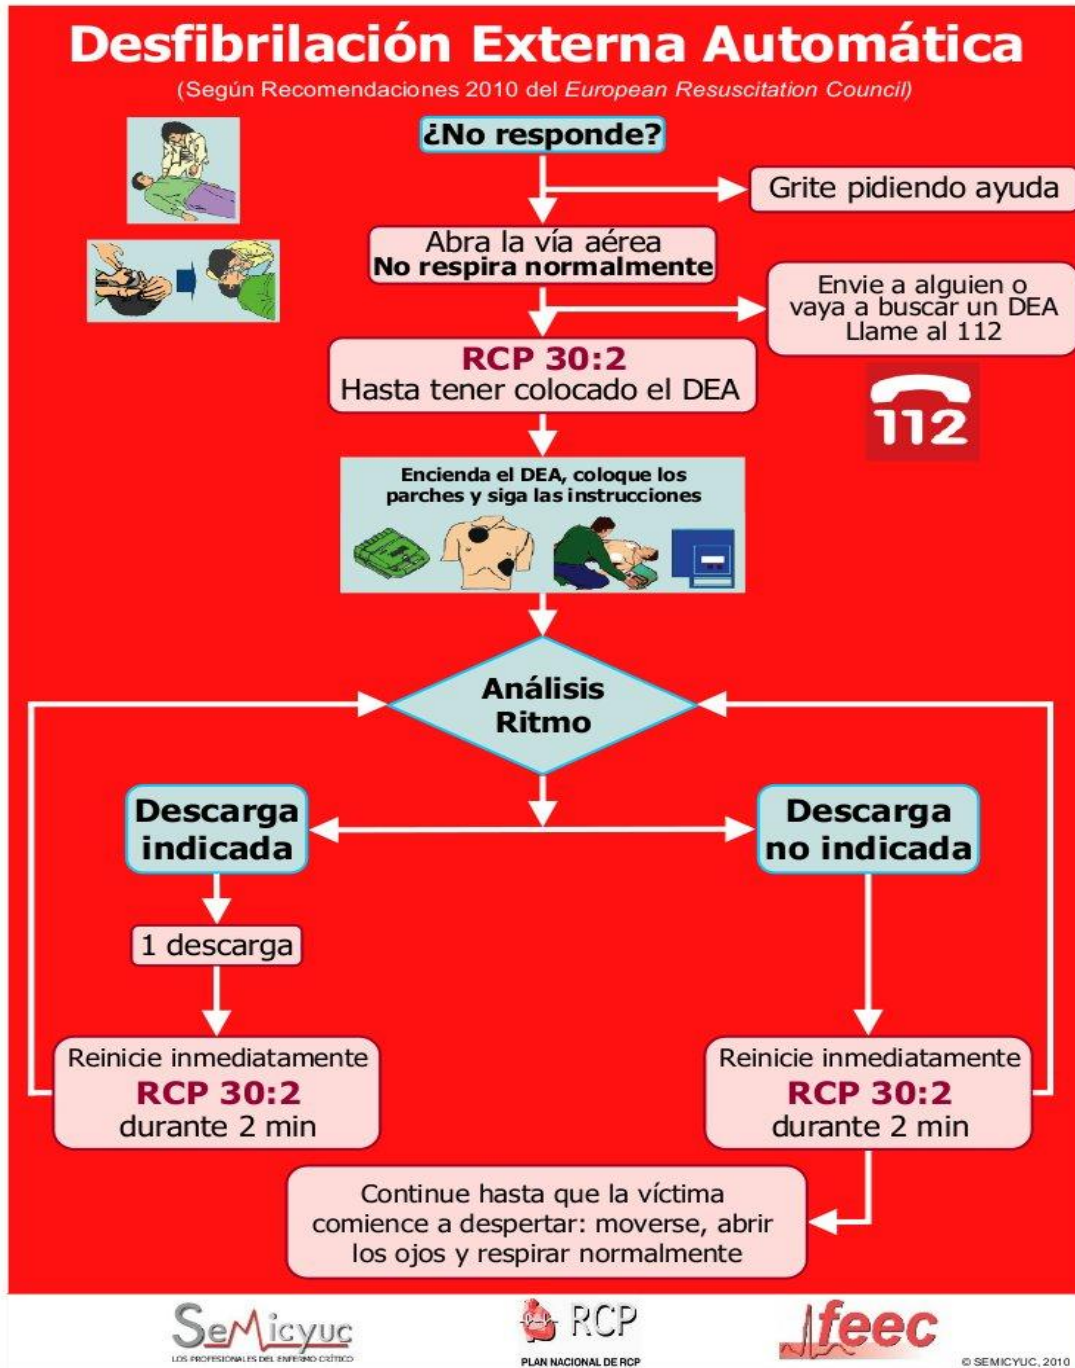 Desfibrilación Externa Automática
(Según Recomendaciones 2010 del European Resuscitation Council)
¿No responde?
Grite pidiendo ayuda
Abra la vía aérea
No respira normalmente
Envie a alguien o
vaya a buscar un DEA
Llame al 112
RCP 30:2
Hasta tener colocado el DEA
112
Encienda el DEA, coloque los
parches y siga las instrucciones
Análisis
Ritmo
Descarga
indicada
Descarga
no indicada
1 descarga
Reinicie inmediatamente
RCP 30:2
durante 2 min
Reinicie inmediatamente
RCP 30:2
durante 2 min
Continue hasta que la víctima
comience a despertar: moverse, abrir
los ojos y respirar normalmente
SeMicyuc
LOS PROFESIONALES DEL ENFERMO CRÍTICO
RCP
PLAN NACIONAL DE RCP
feec
© SEMICYUC, 2010